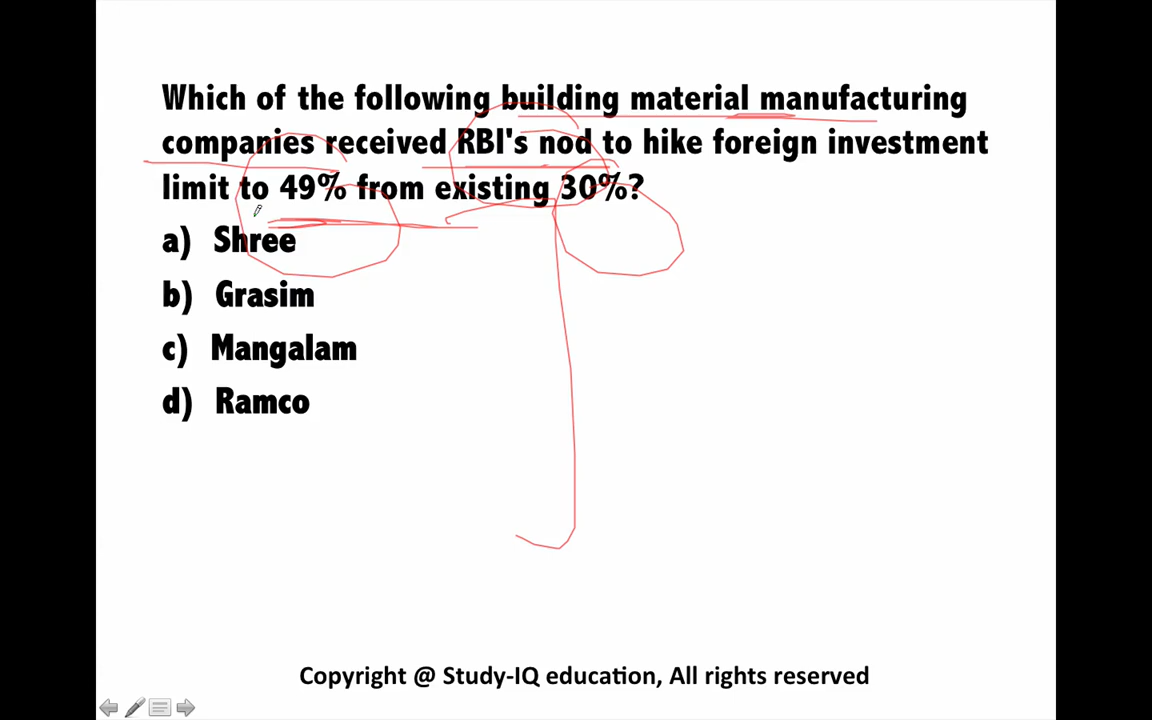 Which of the following building material manufacturing
companies received RBI's nod to hike foreign investment
limit to 49% from existing 30%?
a) Shree
b) Grasim
c) Mangalam
d) Ramco
Copyright @ Study-IQ education, All rights reserved